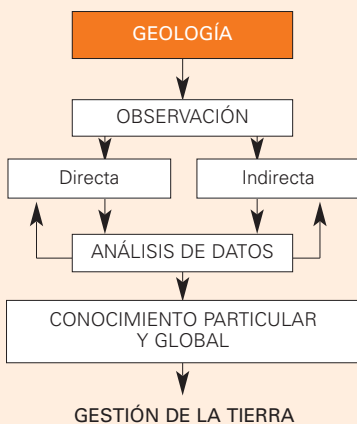 GEOLOGÍA
OBSERVACIÓN
Directa
Indirecta
ANÁLISIS DE DATOS
CONOCIMIENTO PARTICULAR
Y GLOBAL
GESTIÓN DE LA TIERRA